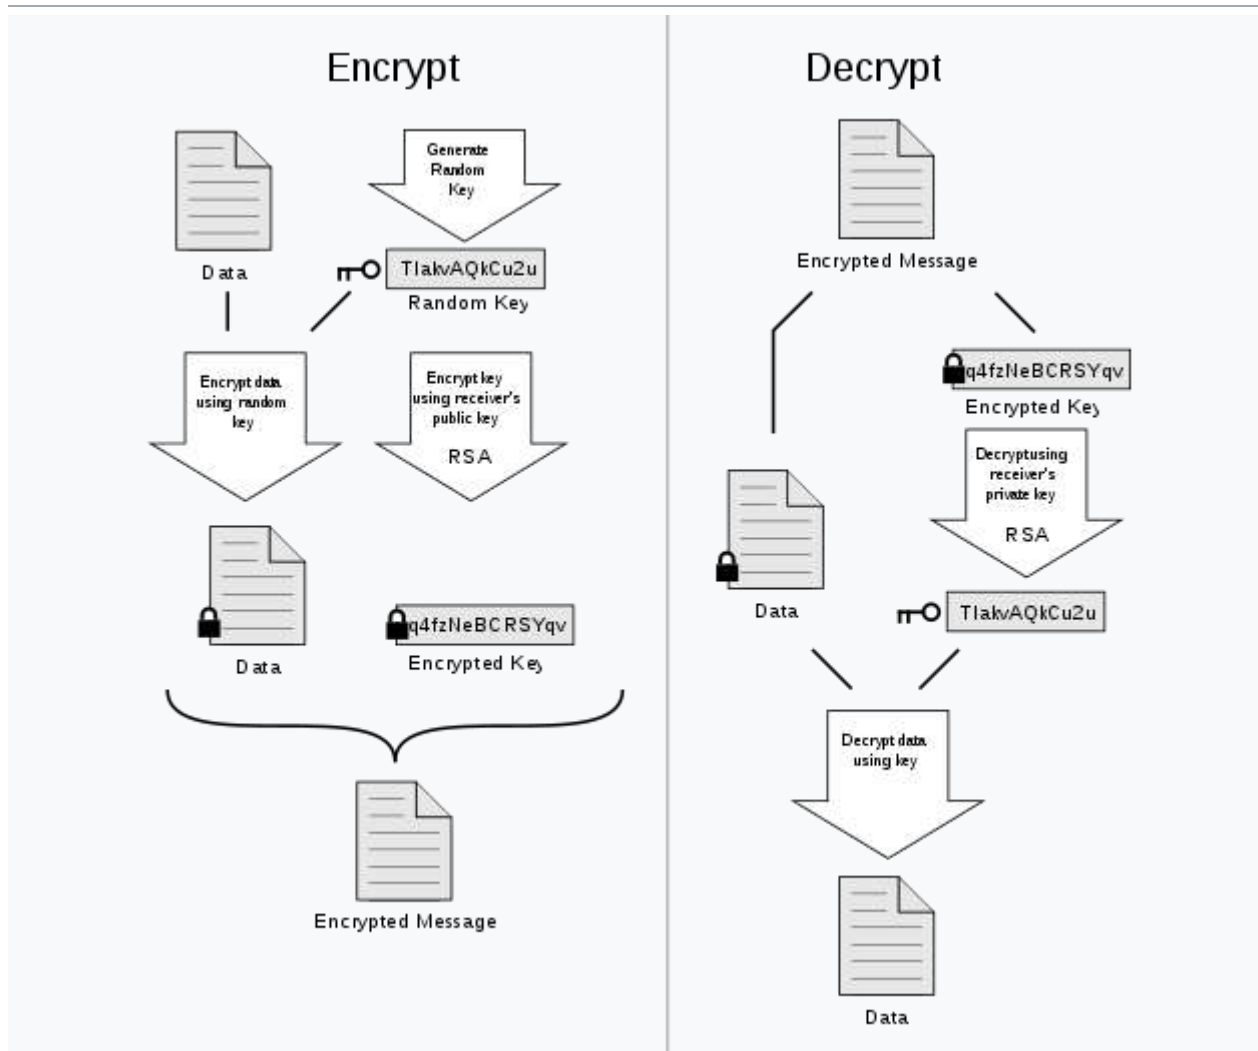 Encrypt
Generate
Random
Key
Data
TIakvAQkCu2u
Random Key
Encrypt data
using random
key
Encrypt key
using receiver's
public key
RSA
Data
q4fzNeBCRSYqv
Encrypted Key
Encrypted Message
Decrypt
Encrypted Message
q4fzNeBCRSYqv
Encrypted Key
Decryptusing
receiver's
private key
RSA
Data
TIakvAQkCu2u
Decrypt data
using key
Data